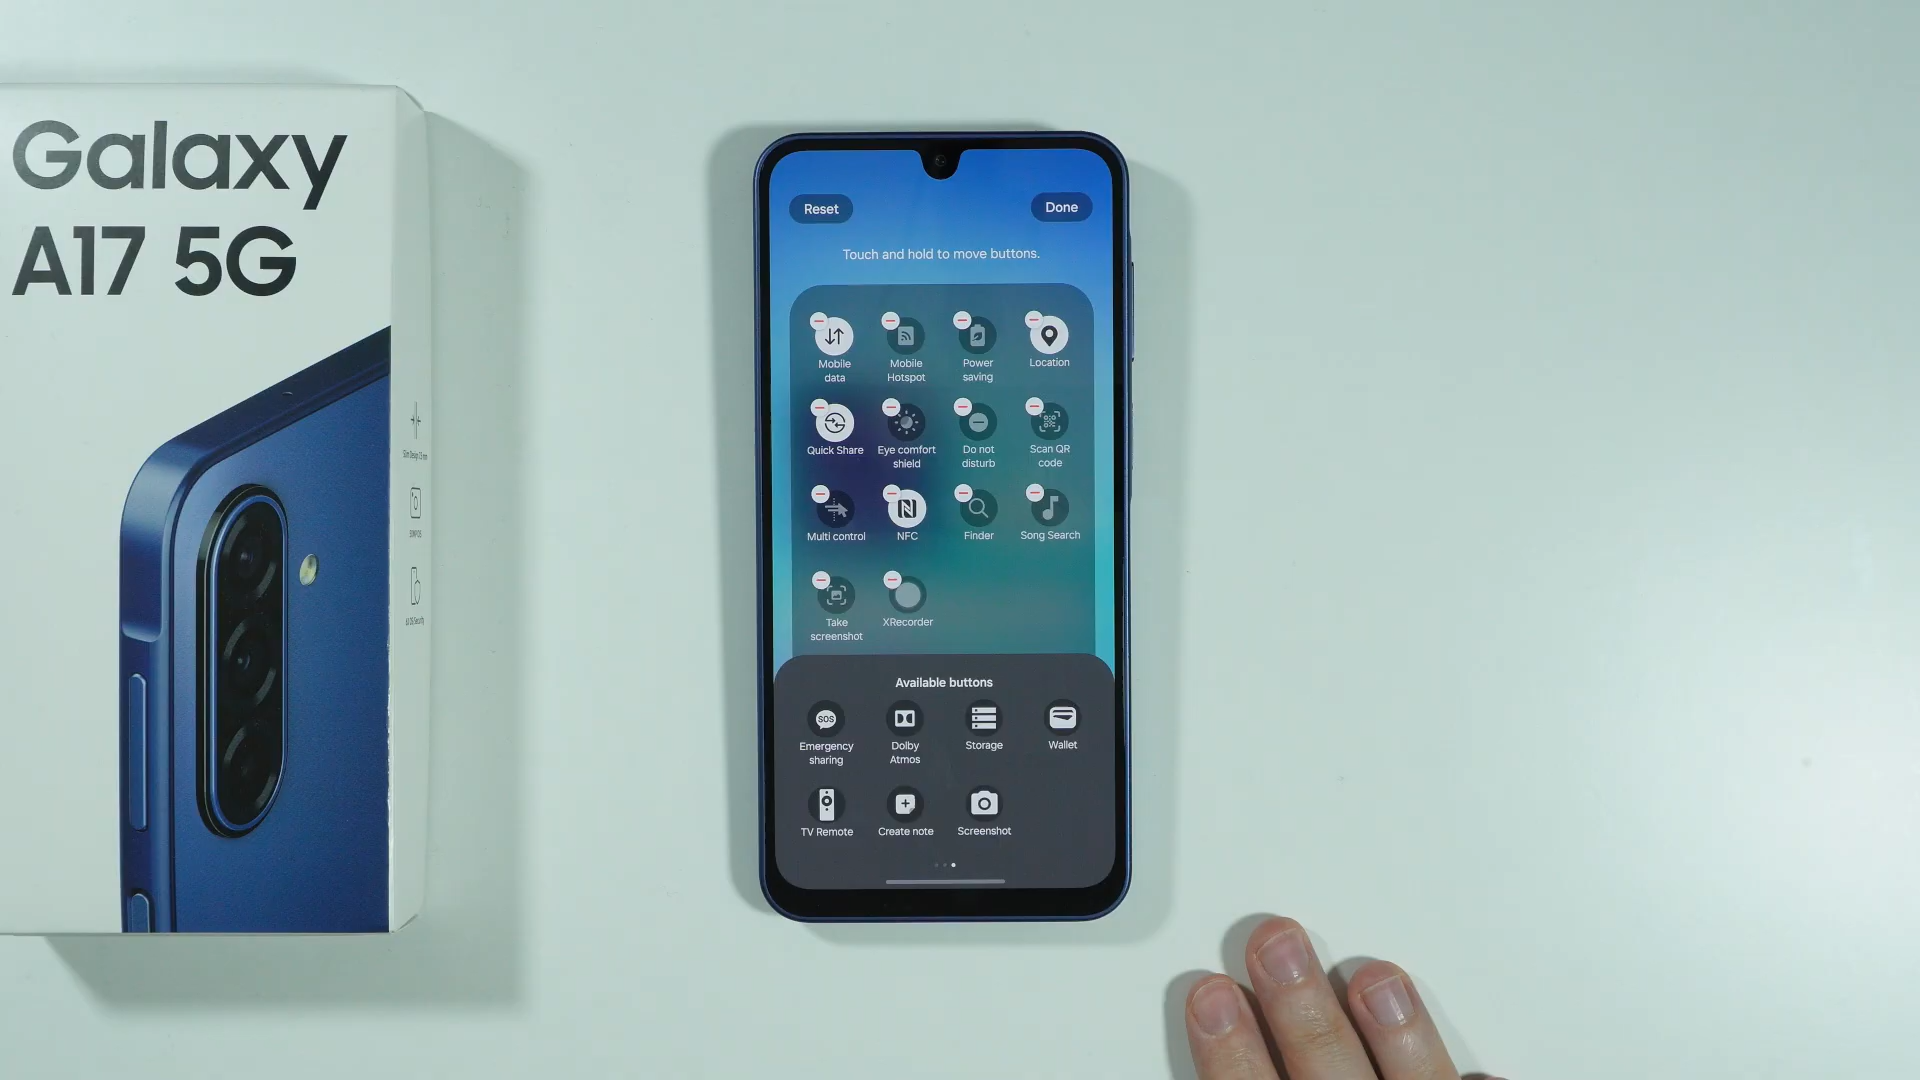 Galaxy
A17 5G
Reset
Done
Touch and hold to move buttons.
Mobile
data
Mobile
Hotspot
Power
saving
Location
Quick Share
Eye comfort
shield
Do not
disturb
Scan QR
code
Multi control
NFC
Finder
Song Search
Take
screenshot
XRecorder
Available buttons
SOS
Emergency
sharing
Dolby
Atmos
Storage
Wallet
TV Remote
Create note
Screenshot